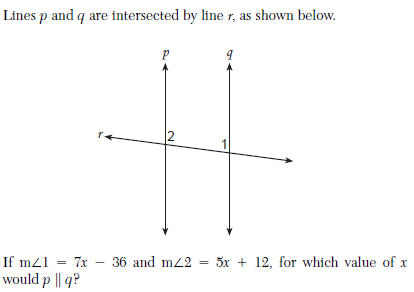 Lines p and q are intersected by line r, as shown below.
p q
r 2
1
If m∠1 = 7x − 36 and m∠2 = 5x + 12, for which value of x
would p ∥ q?